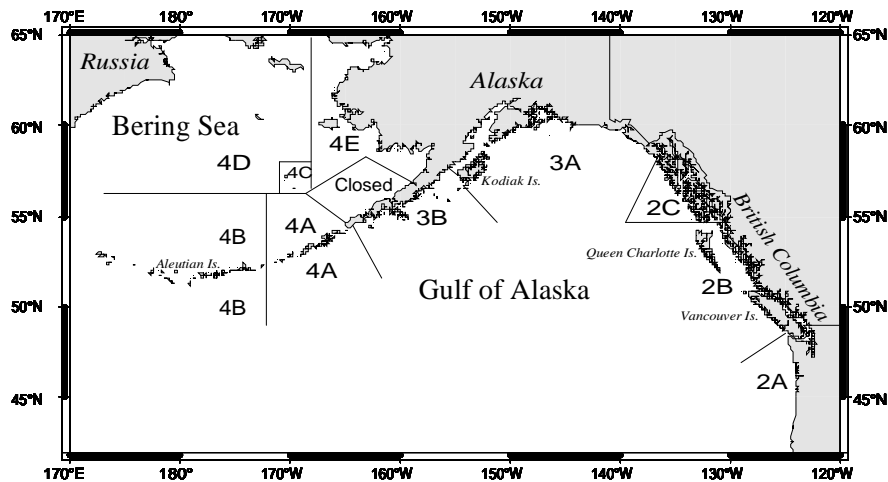 170°E 180° 170°W 160°W 150°W 140°W 130°W 120°W
65°N 65°N
Russia
Alaska
Bering Sea
60°N 60°N
4E
4D
3A
4C
Closed
Kodiak Is.
2C
British Columbia
55°N 55°N
3B
4A
4B
Queen Charlotte Is.
Aleutian Is.
4A
2B
Gulf of Alaska
50°N 50°N
4B
Vancouver Is.
2A
45°N 45°N
170°E 180° 170°W 160°W 150°W 140°W 130°W 120°W